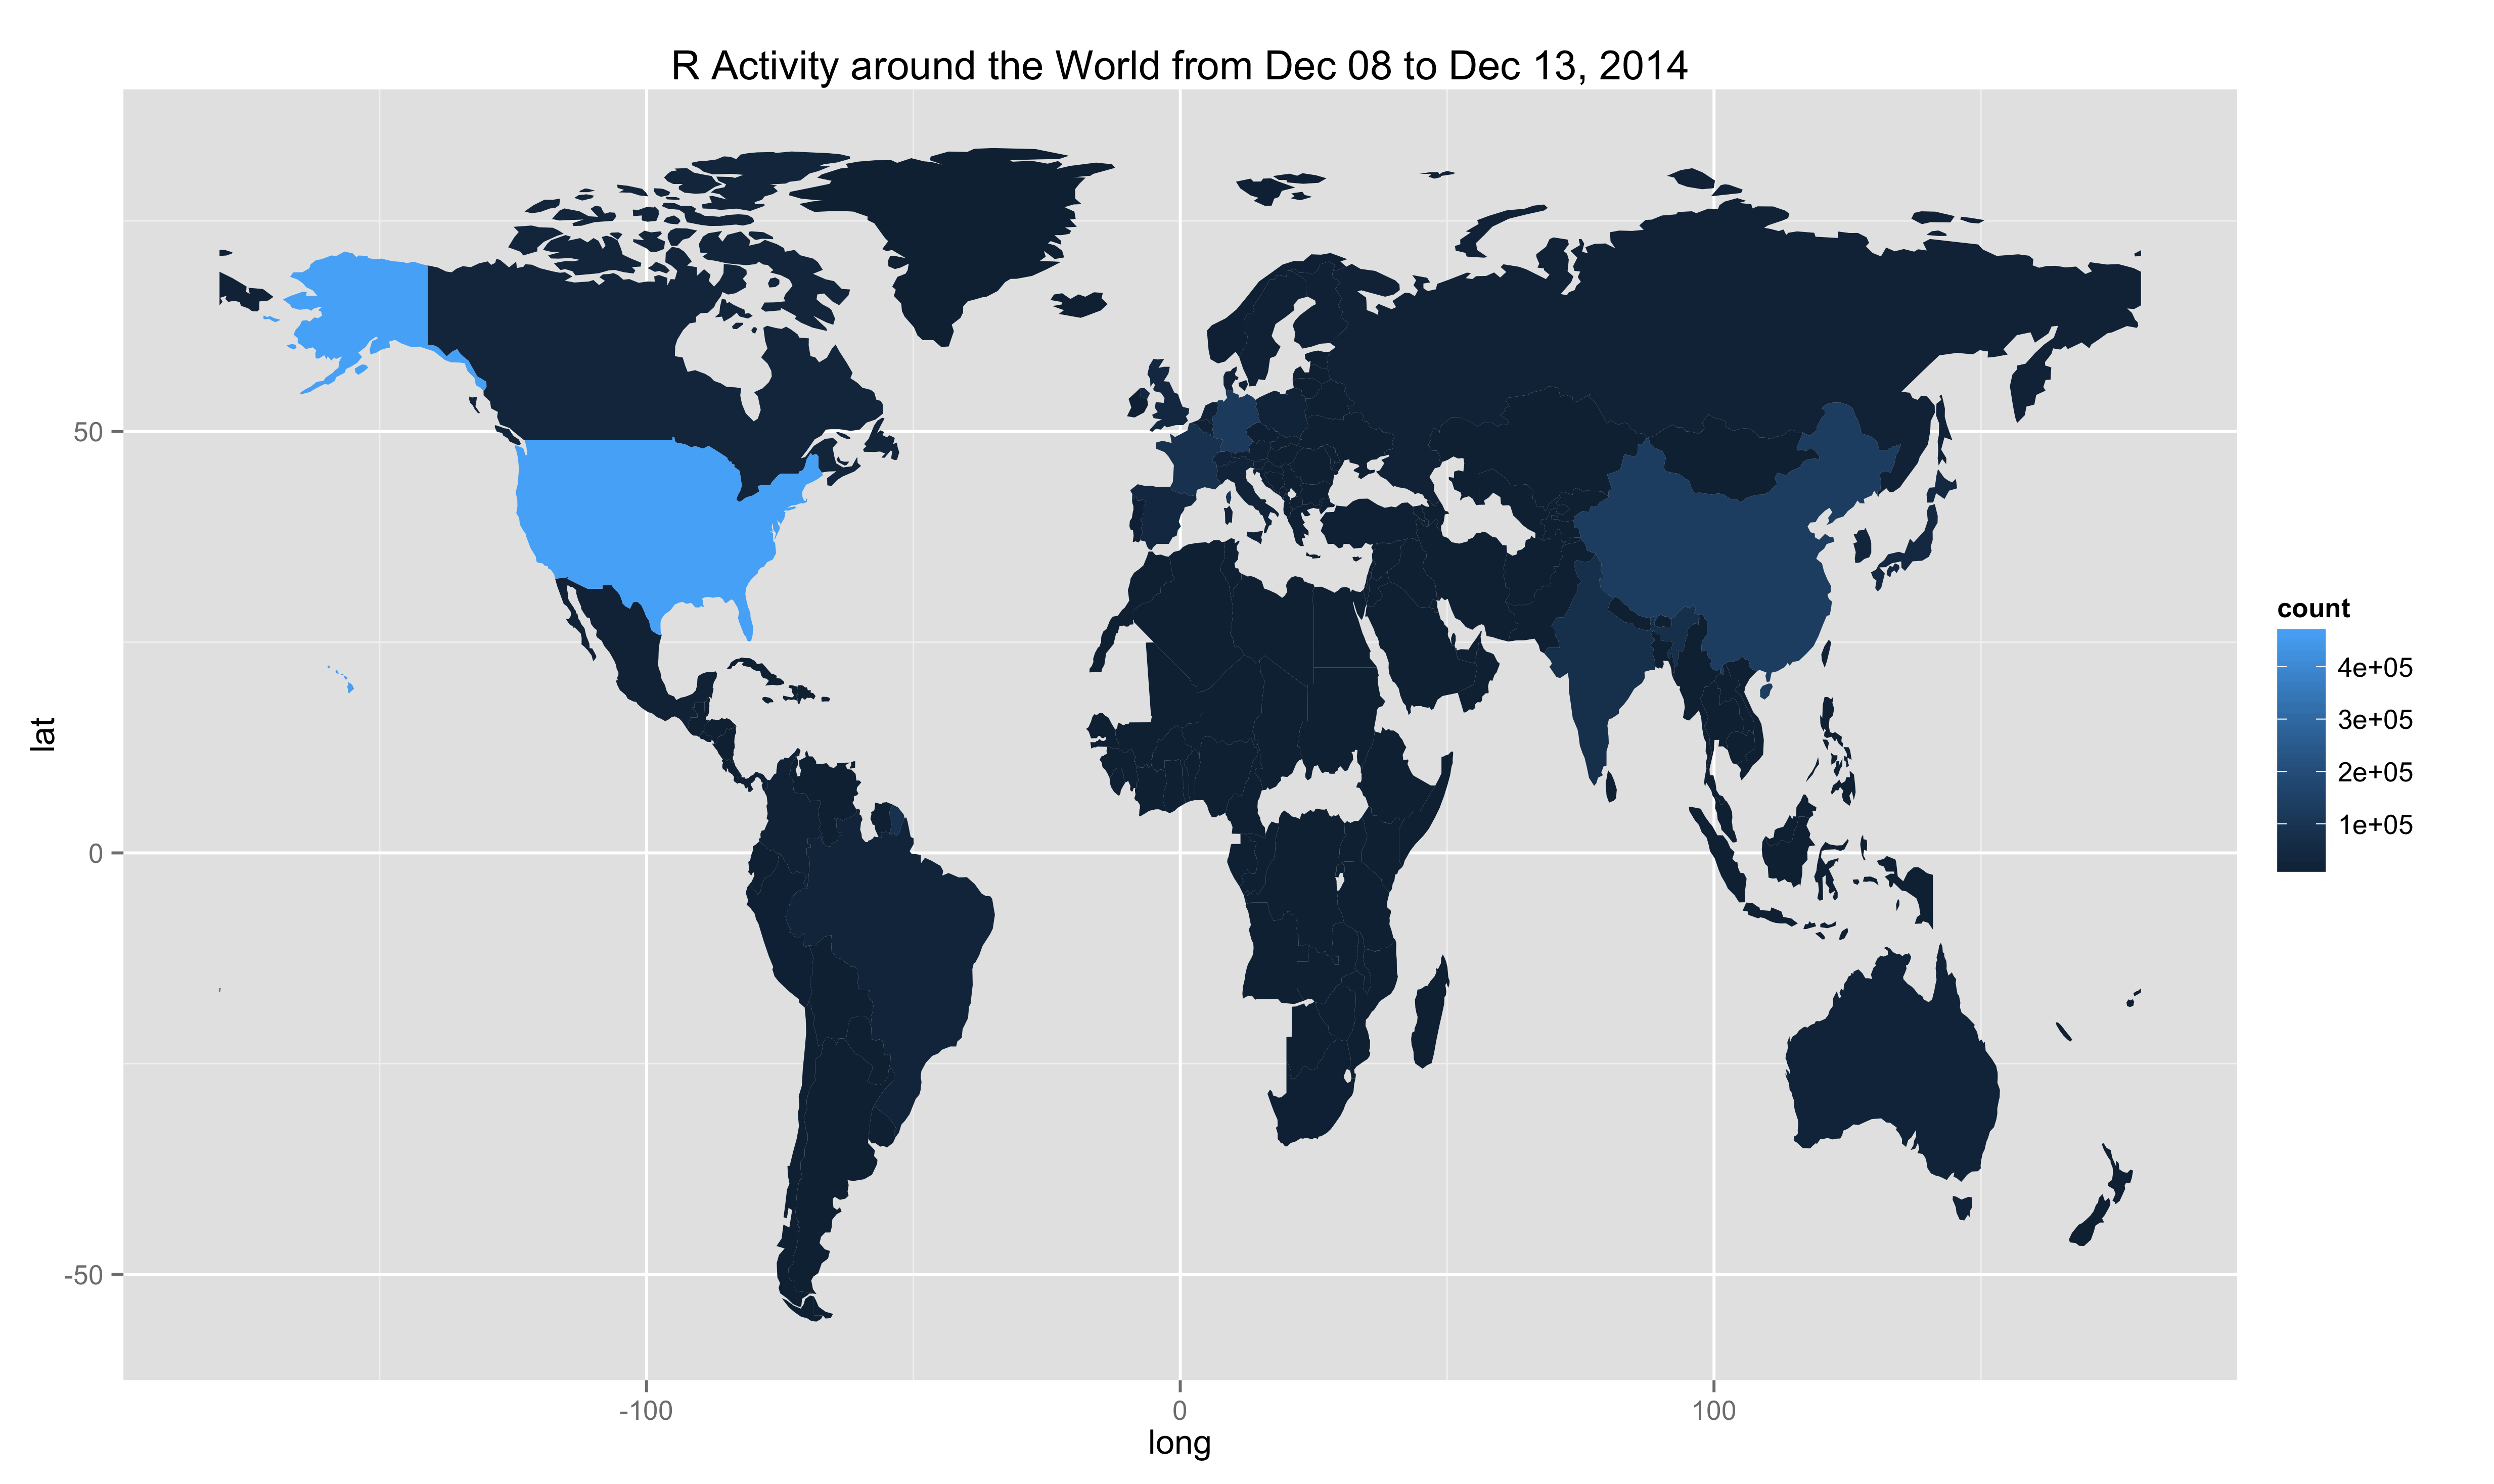 R Activity around the World from Dec 08 to Dec 13, 2014
lat
50
0
-50
-100
0
100
long
count
4e+05
3e+05
2e+05
1e+05